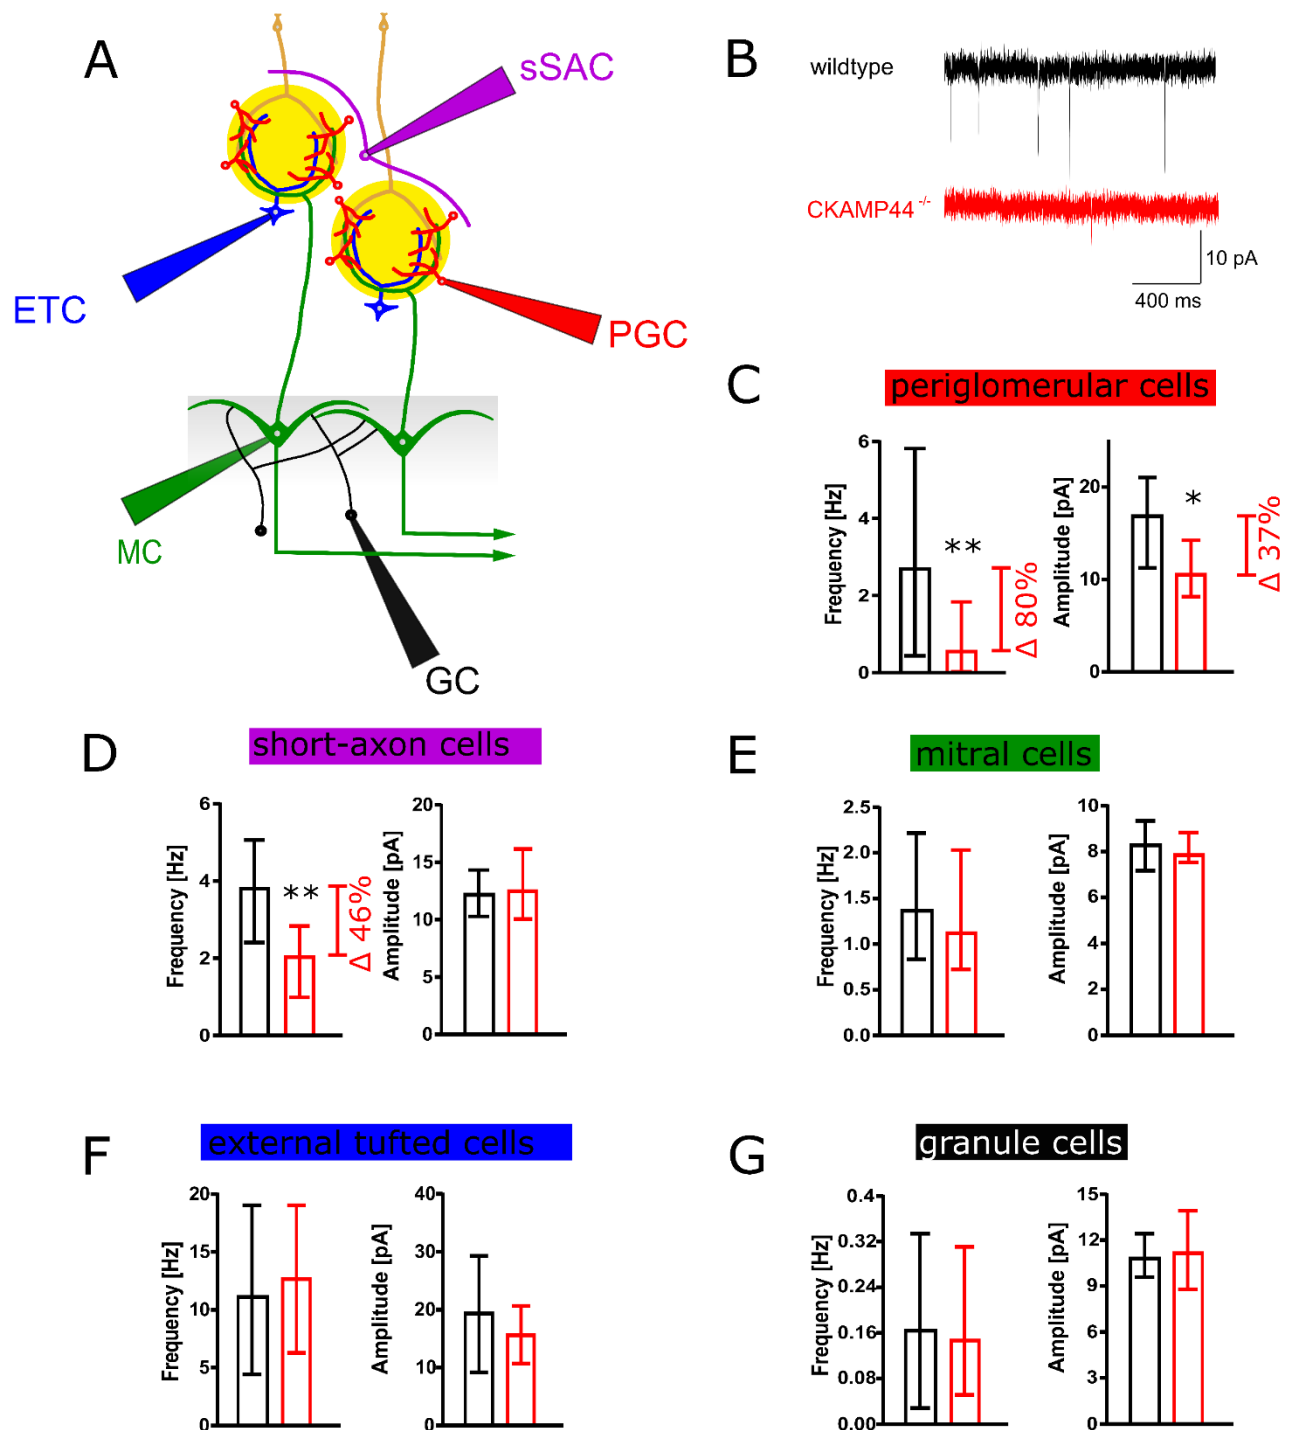 A
sSAC
ETC
PGC
MC
GC
B
wildtype
CKAMP44 -/-
10 pA
400 ms
C
periglomerular cells
Frequency [Hz]
6
4
2
0
**
Δ 80%
Amplitude [pA]
20
10
0
*
Δ 37%
D
short-axon cells
Frequency [Hz]
6
4
2
0
**
Δ 46%
Amplitude [pA]
20
15
10
5
0
E
mitral cells
Frequency [Hz]
2.5
2.0
1.5
1.0
0.5
0.0
Amplitude [pA]
10
8
6
4
2
0
F
external tufted cells
Frequency [Hz]
20
15
10
5
0
Amplitude [pA]
40
30
20
10
0
G
granule cells
Frequency [Hz]
0.4
0.32
0.24
0.16
0.08
0.00
Amplitude [pA]
15
12
9
6
3
0